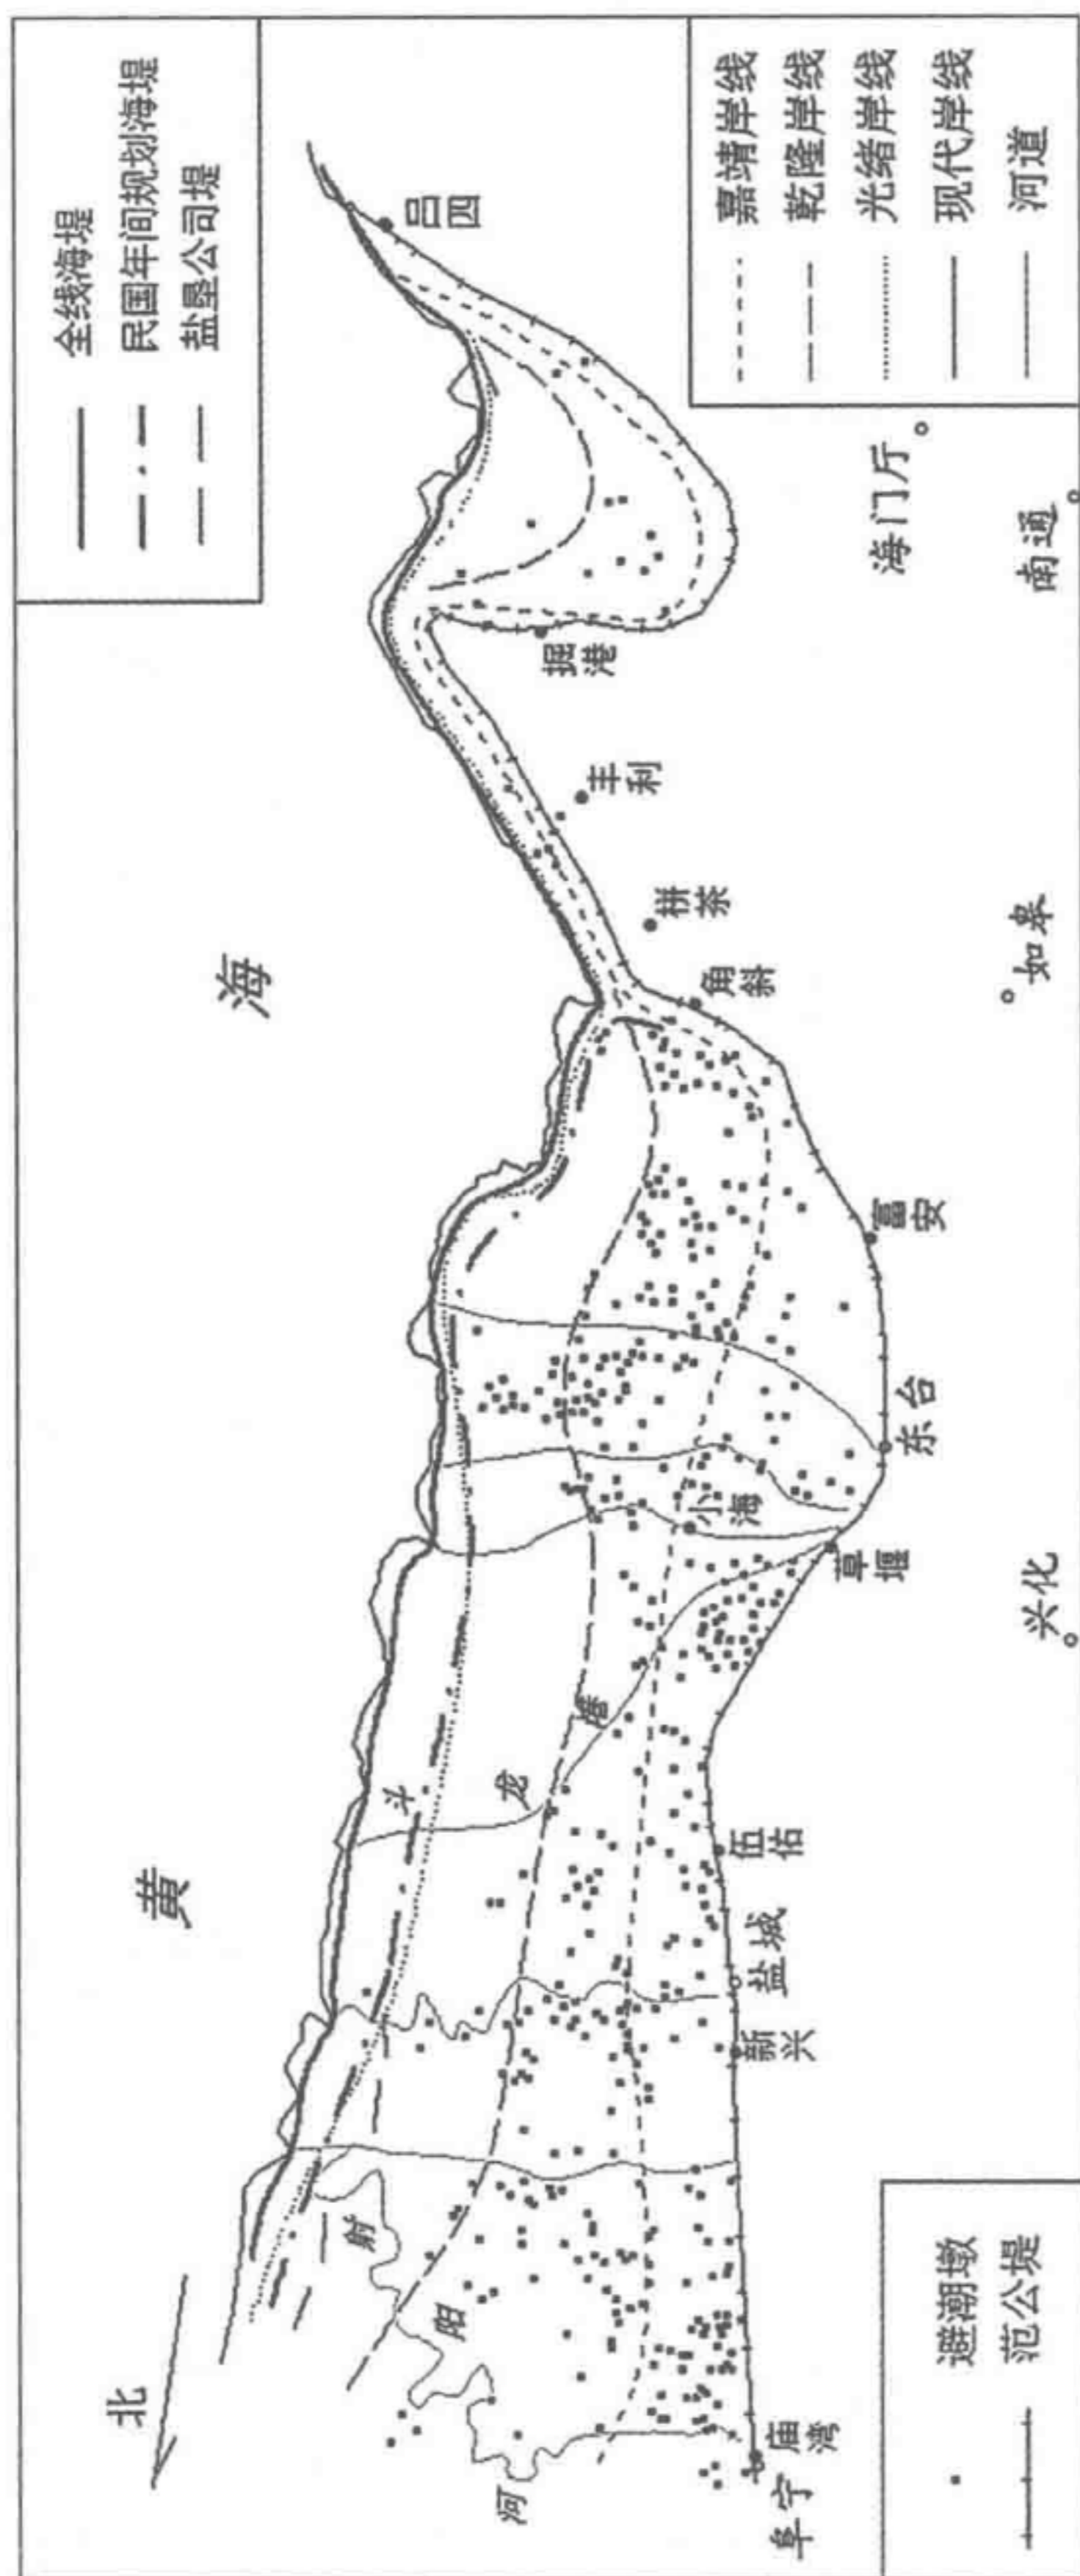 全线海堤
民国年间规划海堤
盐垦公司堤
嘉靖岸线
乾隆岸线
光绪岸线
现代岸线
河道
避潮墩
范公堤
北
黄
海
吕四
掘港
丰利
栟茶
角斜
富安
东台
小海
草堰
伍佑
盐城
新兴
庙湾
阜宁
海门厅
南通
如皋
兴化
斗
龙
港
射
阳
河